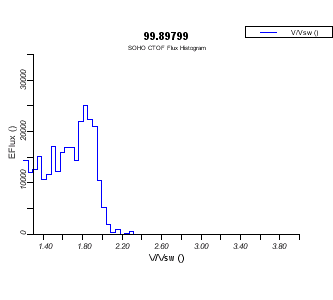 99.89799
V/Vsw ()
SOHO CTOF Flux Histogram
30000
20000
10000
0
EFlux ()
1.40 1.80 2.20 2.60 3.00 3.40 3.80
V/Vsw ()